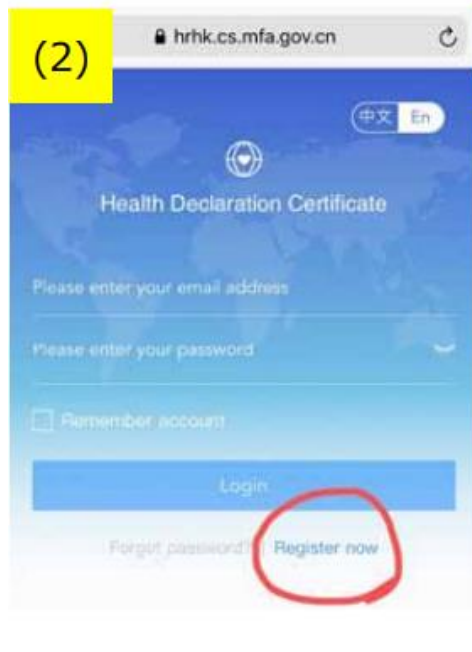 (2)
hrhk.cs.mfa.gov.cn
中文 En
Health Declaration Certificate
Please enter your email address
Please enter your password
Remember account
Login
Forgot password? Register now